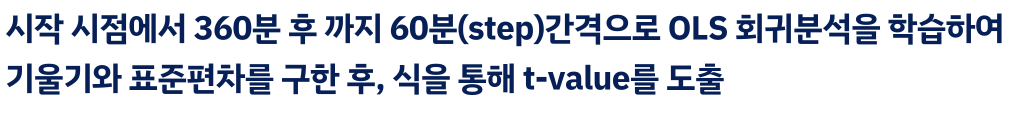 시작 시점에서 360분 후 까지 60분(step)간격으로 OLS 회귀분석을 학습하여
기울기와 표준편차를 구한 후, 식을 통해 t-value를 도출